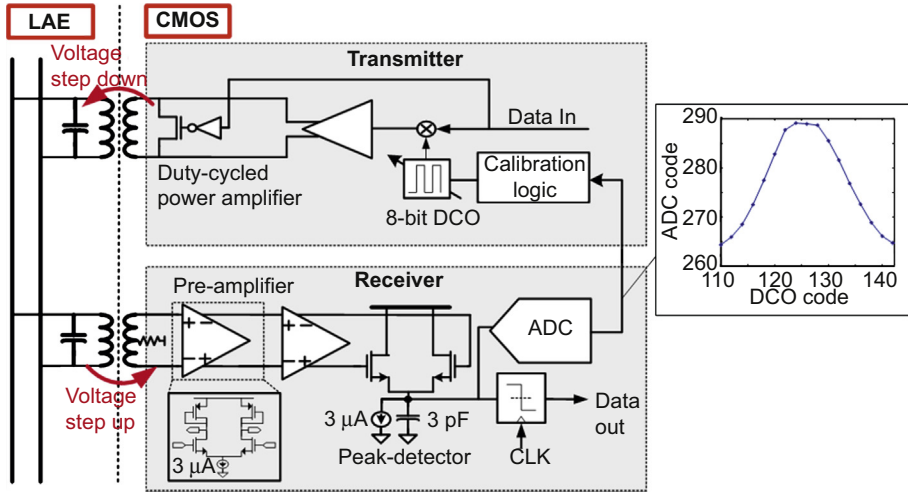 LAE
CMOS
Voltage
step down
Transmitter
Data In
Duty-cycled
power amplifier
8-bit DCO
Calibration
logic
290
280
270
260
ADC code
110
120
130
140
DCO code
Receiver
Pre-amplifier
ADC
Voltage
step up
3 µA
3 µA
3 pF
Peak-detector
CLK
Data
out